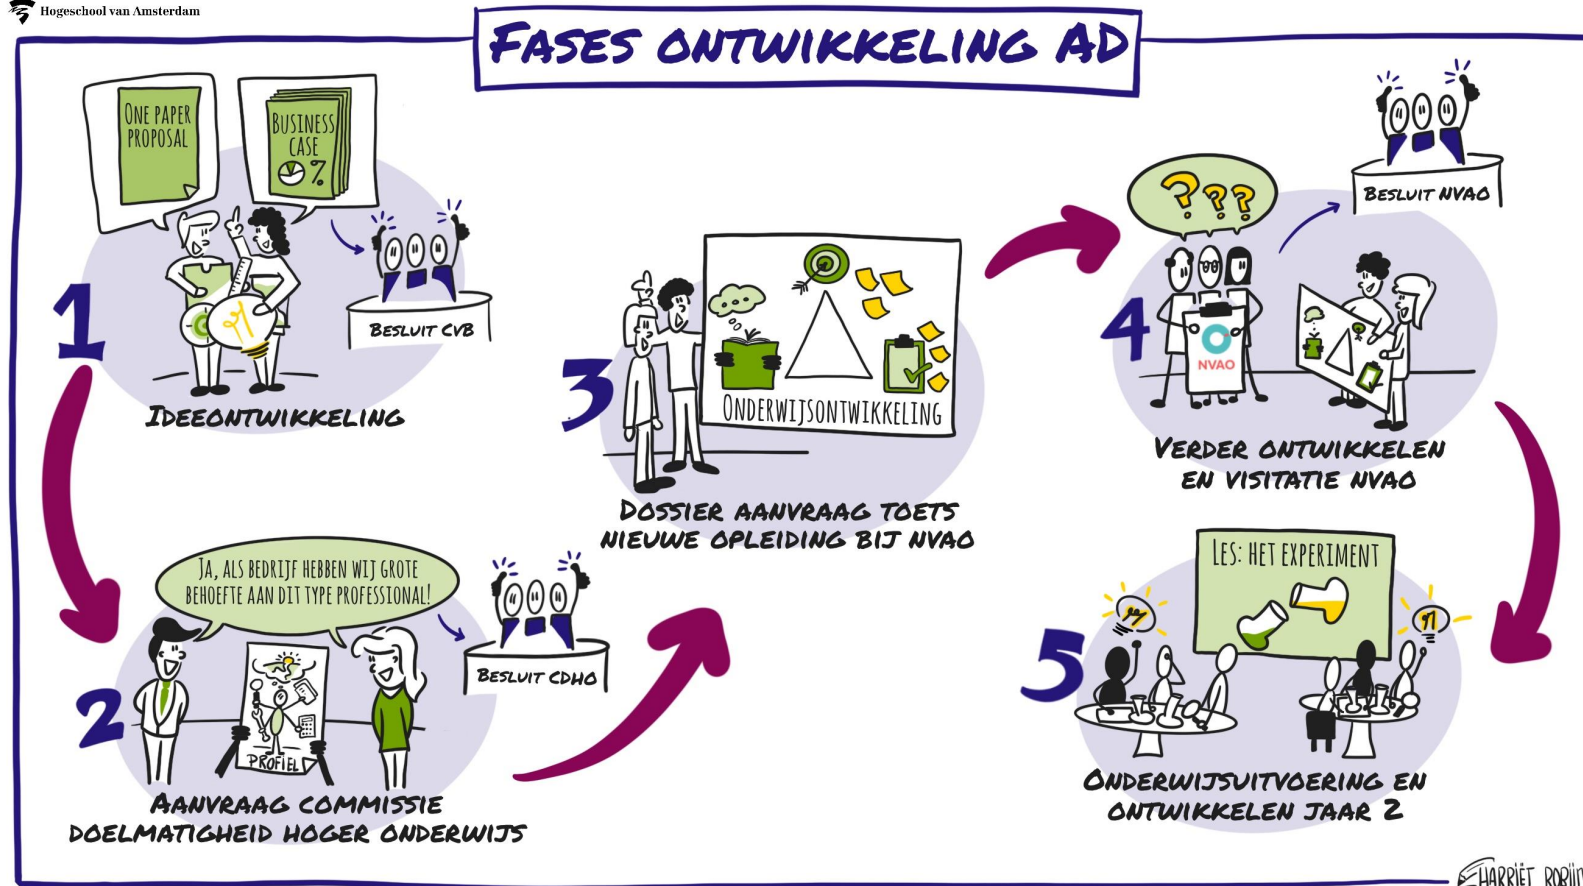 Hogeschool van Amsterdam
FASES ONTWIKKELING AD
ONE PAPER
PROPOSAL
BUSINESS
CASE
%
BESLUIT CVB
1
IDEEONTWIKKELING
JA, ALS BEDRIJF HEBBEN WIJ GROTE
BEHOEFTE AAN DIT TYPE PROFESSIONAL!
BESLUIT CDHO
2
PROFIEL
AANVRAAG COMMISSIE
DOELMATIGHEID HOGER ONDERWIJS
3
ONDERWIJSONTWIKKELING
DOSSIER AANVRAAG TOETS
NIEUWE OPLEIDING BIJ NVAO
???
BESLUIT NVAO
4
NVAO
VERDER ONTWIKKELEN
EN VISITATIE NVAO
LES: HET EXPERIMENT
5
ONDERWIJSUITVOERING EN
ONTWIKKELEN JAAR 2
HARRIËT